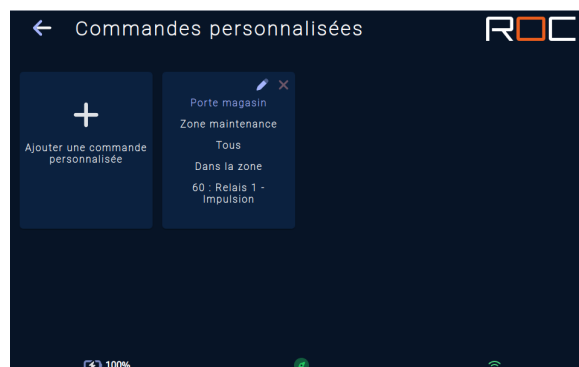 Commandes personnalisées
ROC
Ajouter une commande
personnalisée
Porte magasin
Zone maintenance
Tous
Dans la zone
60 : Relais 1 -
Impulsion
100%